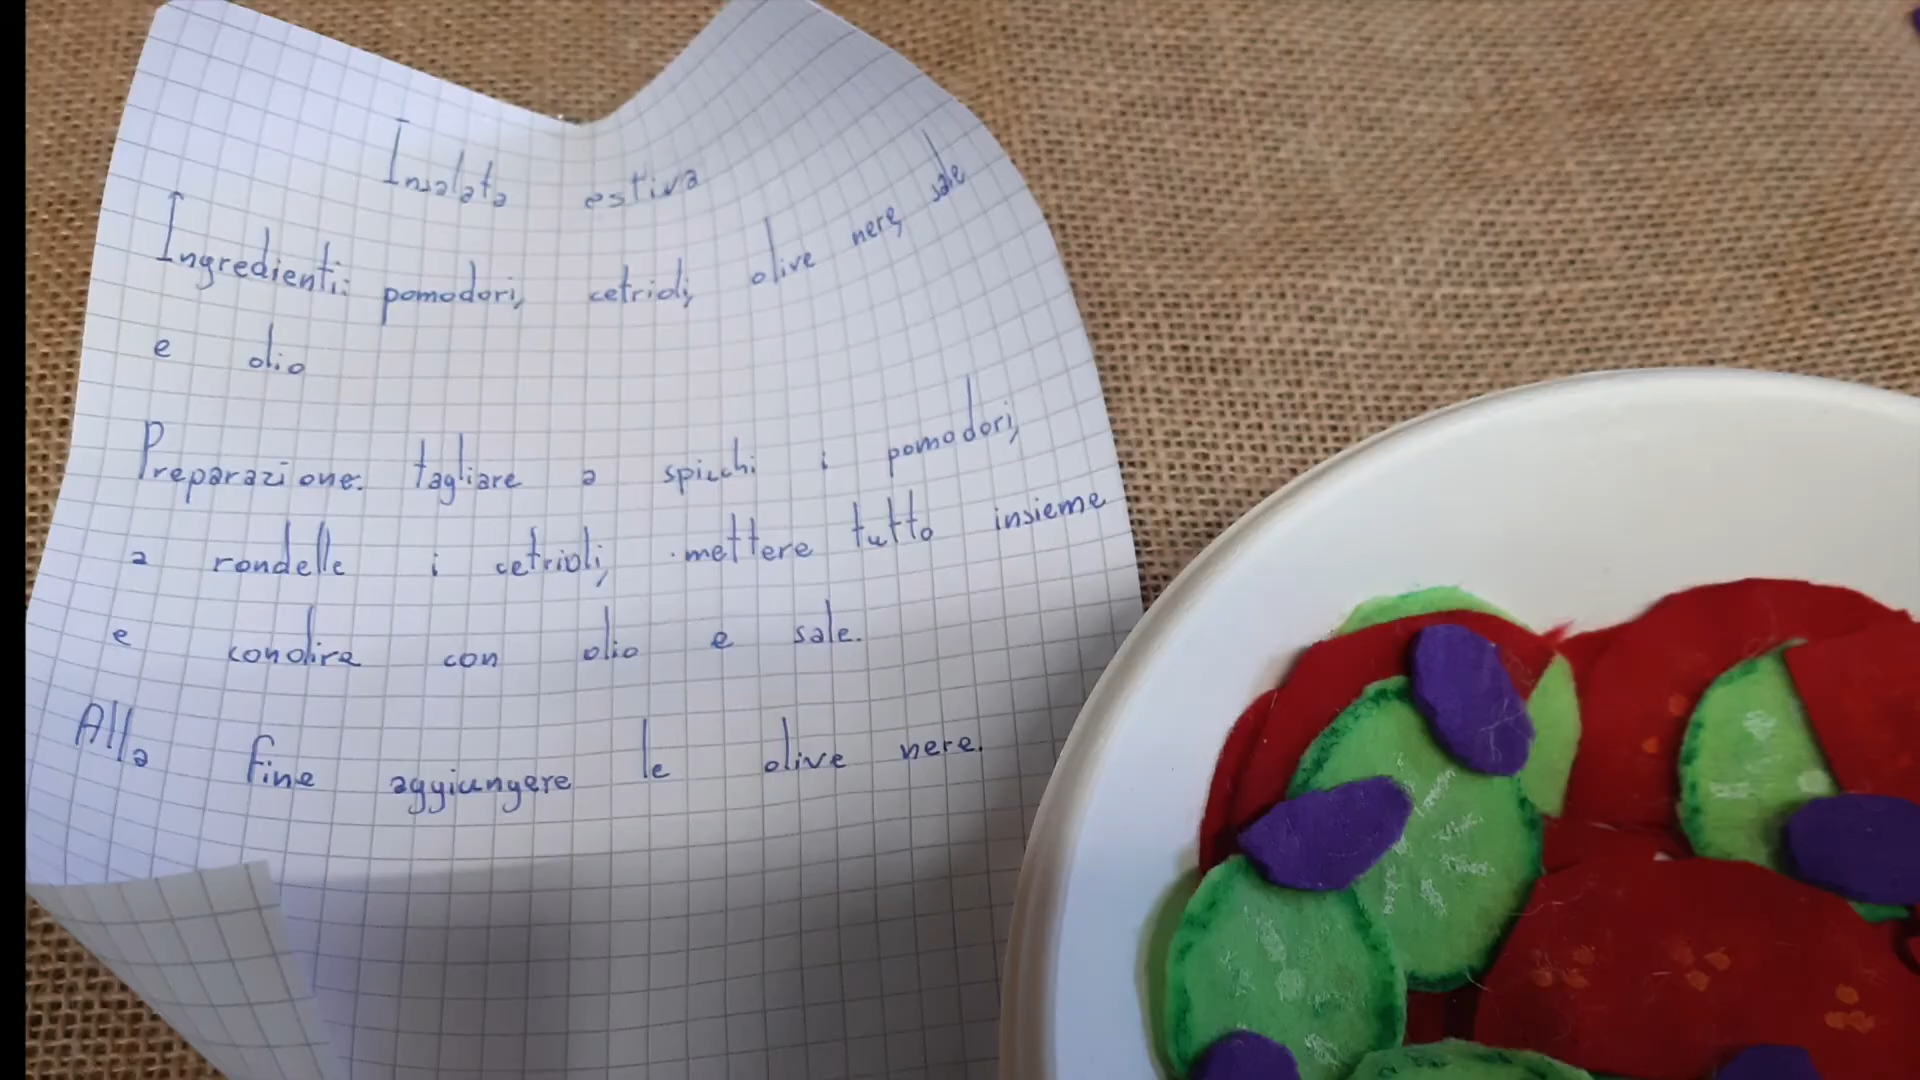 Insalata estiva
Ingredienti: pomodori, cetrioli, olive nere, sale
e olio
Preparazione: tagliare a spicchi i pomodori,
a rondelle i cetrioli, mettere tutto insieme
e condire con olio e sale.
Alla fine aggiungere le olive nere.